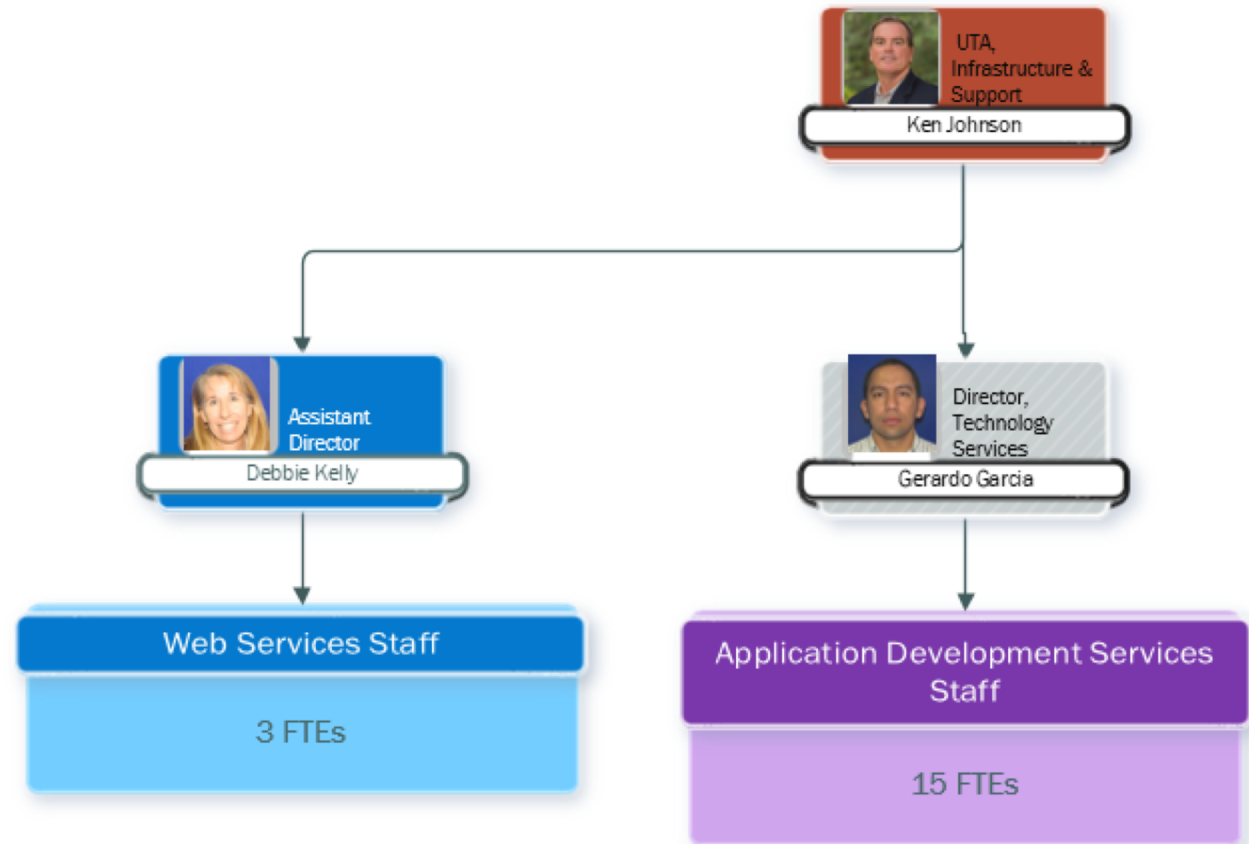 UTA,
Infrastructure &
Support
Ken Johnson
Assistant
Director
Debbie Kelly
Director,
Technology
Services
Gerardo Garcia
Web Services Staff
3 FTEs
Application Development Services
Staff
15 FTEs